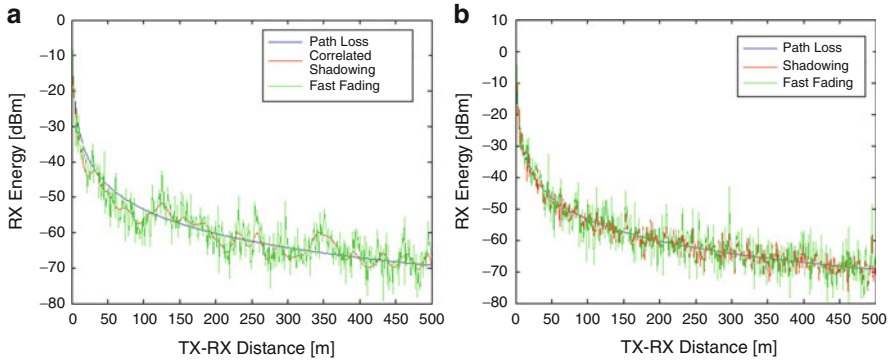 a
0
−10
−20
−30
−40
−50
−60
−70
−80
RX Energy [dBm]
Path Loss
Correlated
Shadowing
Fast Fading
0 50 100 150 200 250 300 350 400 450 500
TX-RX Distance [m]
b
10
0
−10
−20
−30
−40
−50
−60
−70
−80
RX Energy [dBm]
Path Loss
Shadowing
Fast Fading
0 50 100 150 200 250 300 350 400 450 500
TX-RX Distance [m]